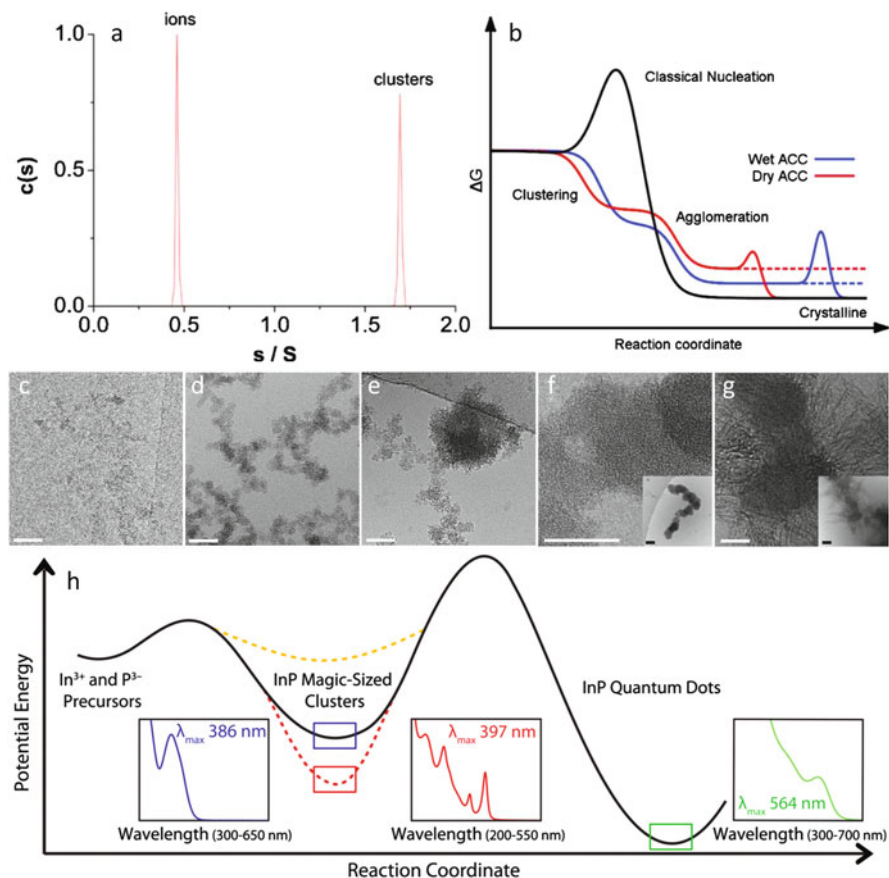 a
ions
clusters
1.0
0.5
0.0
c(s)
0.0
0.5
1.0
1.5
2.0
s / S
b
Classical Nucleation
Wet ACC
Dry ACC
ΔG
Clustering
Agglomeration
Crystalline
Reaction coordinate
c
d
e
f
g
h
Potential Energy
In³⁺ and P³⁻
Precursors
InP Magic-Sized
Clusters
InP Quantum Dots
λmax 386 nm
Wavelength (300-650 nm)
λmax 397 nm
Wavelength (200-550 nm)
λmax 564 nm
Wavelength (300-700 nm)
Reaction Coordinate